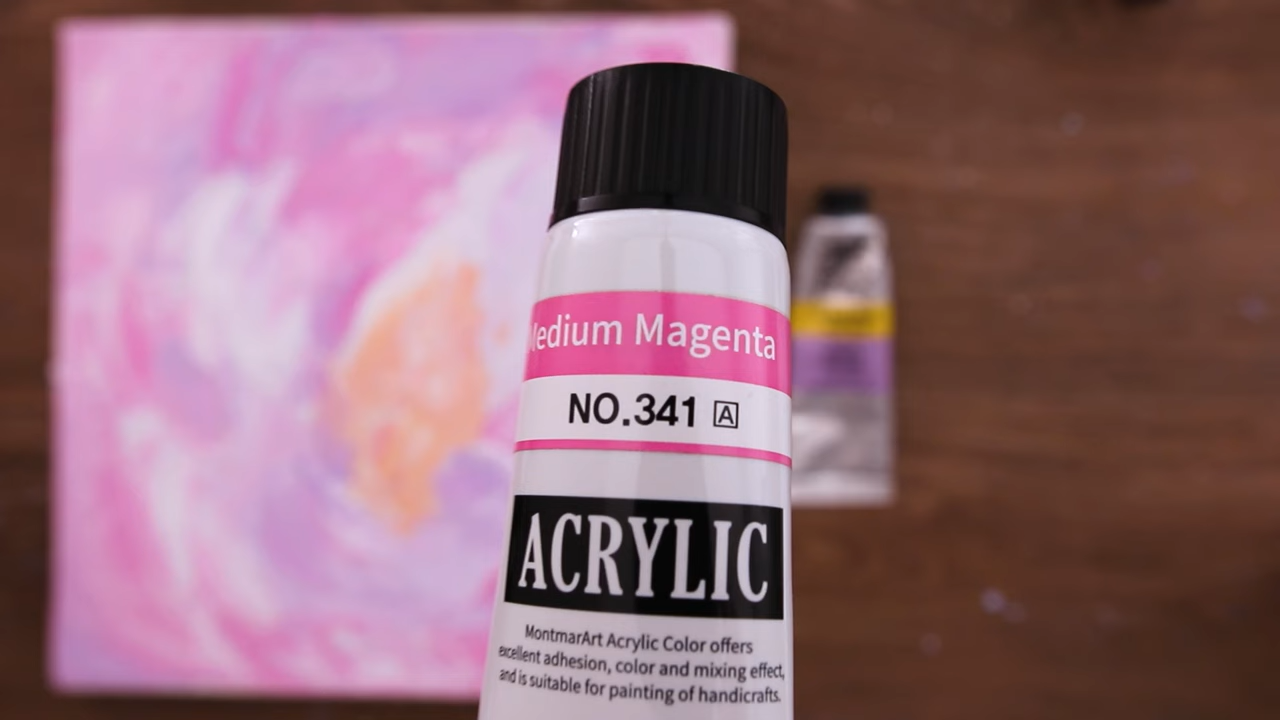 Medium Magenta
NO.341 A
ACRYLIC
MontmarArt Acrylic Color offers
excellent adhesion, color and mixing effect,
and is suitable for painting of handicrafts.